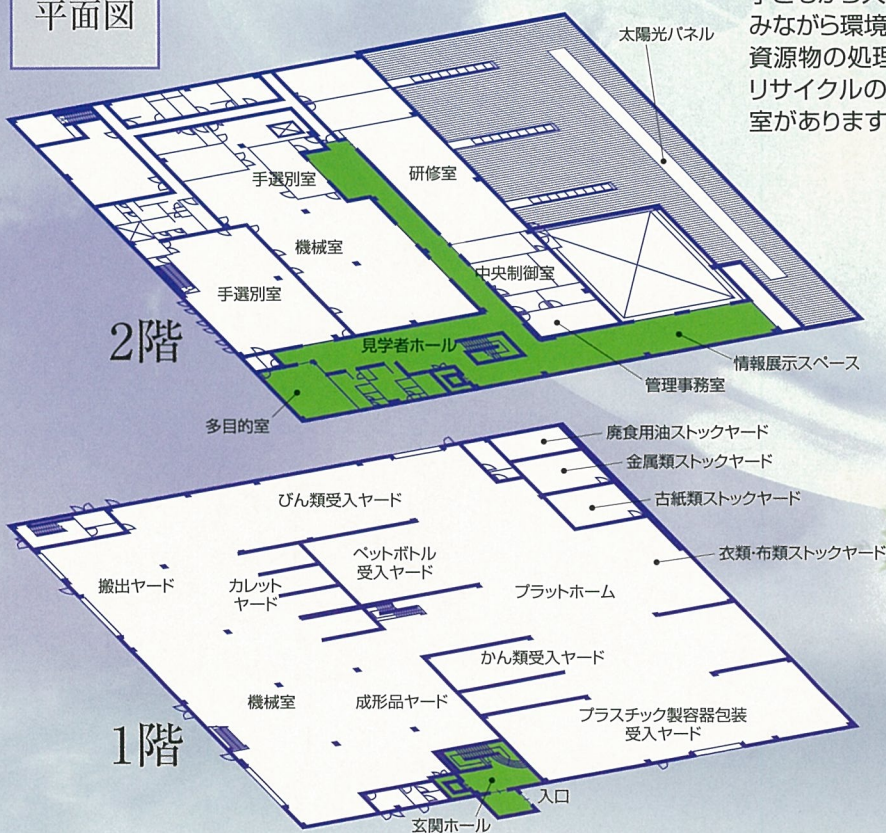 平面図
みながら環境
資源物の処理
リサイクルの
室があります
太陽光パネル
手選別室
研修室
機械室
中央制御室
手選別室
2階
見学者ホール
情報展示スペース
管理事務室
多目的室
廃食用油ストックヤード
金属類ストックヤード
古紙類ストックヤード
衣類・布類ストックヤード
びん類受入ヤード
搬出ヤード
カレット
ヤード
ペットボトル
受入ヤード
プラットホーム
かん類受入ヤード
機械室
成形品ヤード
プラスチック製容器包装
受入ヤード
1階
入口
玄関ホール